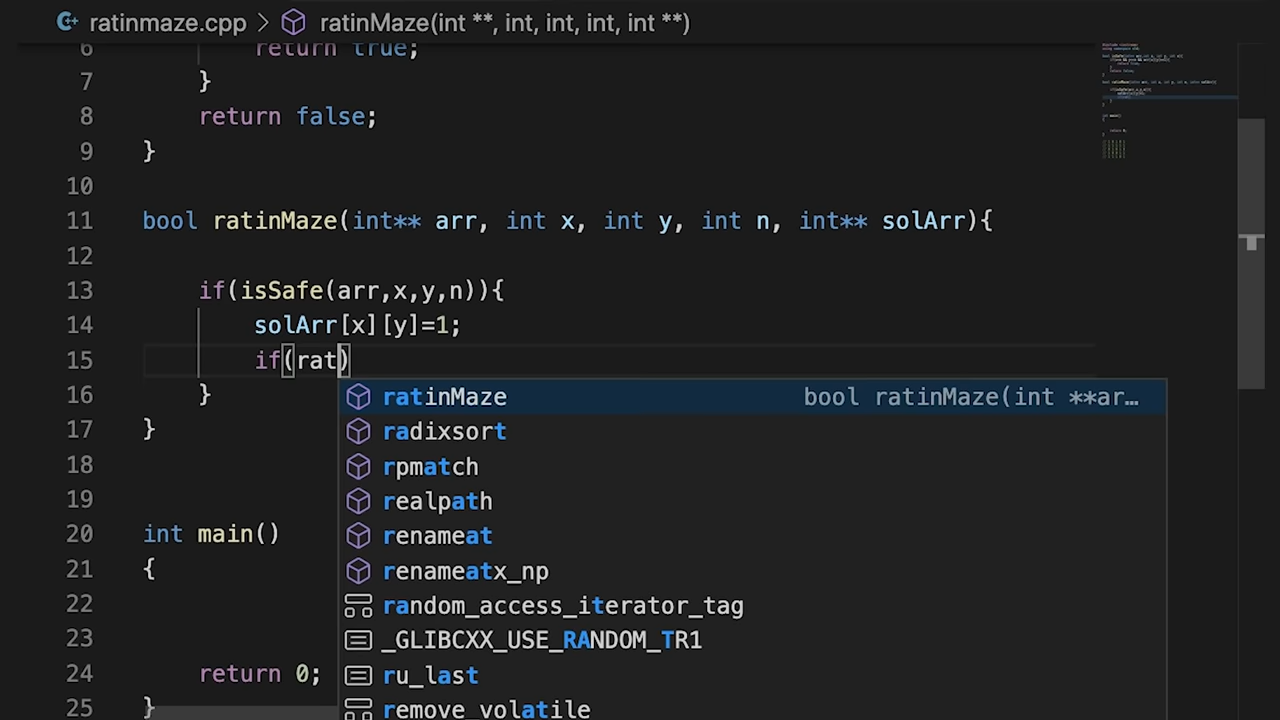 ratinmaze.cpp > ratinMaze(int **, int, int, int, int **)
6 return true;
7 }
8 return false;
9 }
10
11 bool ratinMaze(int** arr, int x, int y, int n, int** solArr){
12
13 if(isSafe(arr,x,y,n)){
14 solArr[x][y]=1;
15 if(rat)
16 }
17 }
18
19
20 int main()
21 {
22
23
24 return 0;
25 }
ratinMaze bool ratinMaze(int **ar…
radixsort
rpmatch
realpath
renameat
renameatx_np
random_access_iterator_tag
_GLIBCXX_USE_RANDOM_TR1
ru_last
remove_volatile